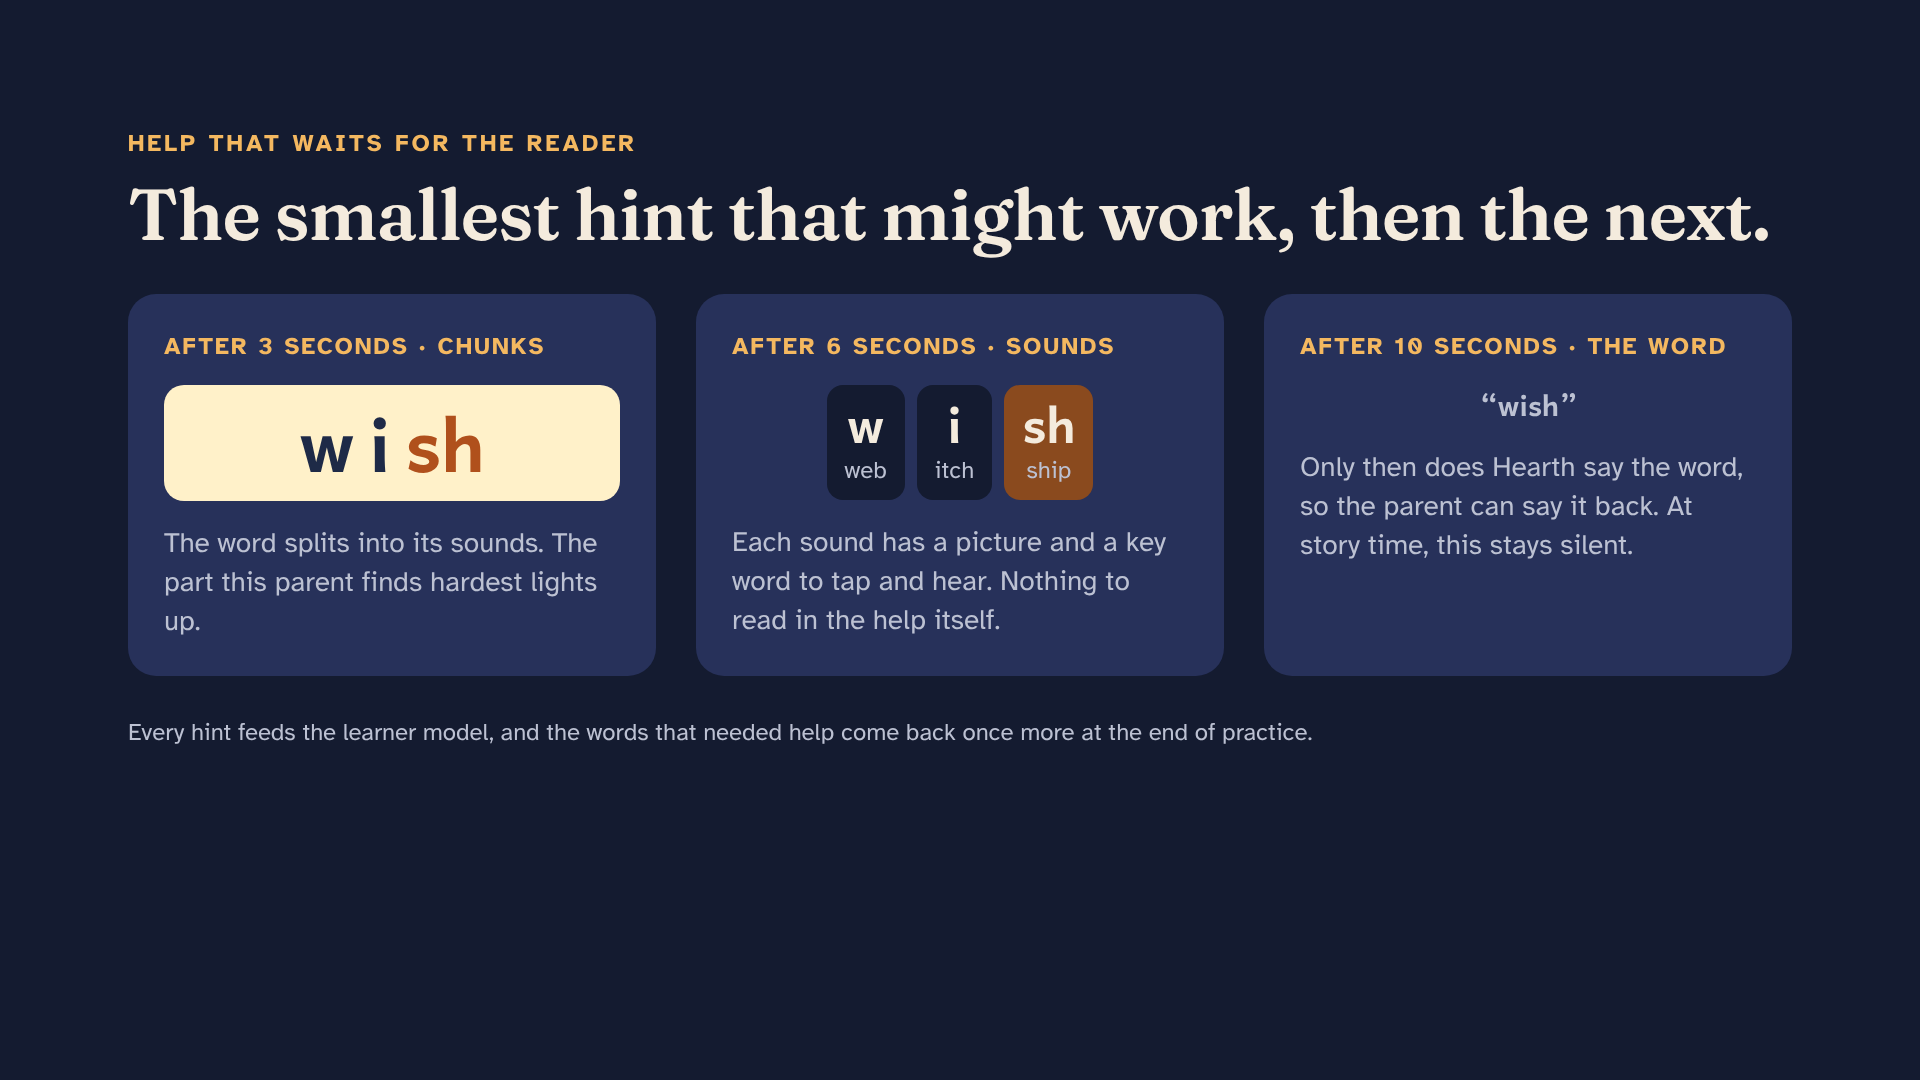 HELP THAT WAITS FOR THE READER
The smallest hint that might work, then the next.
AFTER 3 SECONDS · CHUNKS
w i sh
The word splits into its sounds. The
part this parent finds hardest lights
up.
AFTER 6 SECONDS · SOUNDS
w i sh
web itch ship
Each sound has a picture and a key
word to tap and hear. Nothing to
read in the help itself.
AFTER 10 SECONDS · THE WORD
“wish”
Only then does Hearth say the word,
so the parent can say it back. At
story time, this stays silent.
Every hint feeds the learner model, and the words that needed help come back once more at the end of practice.